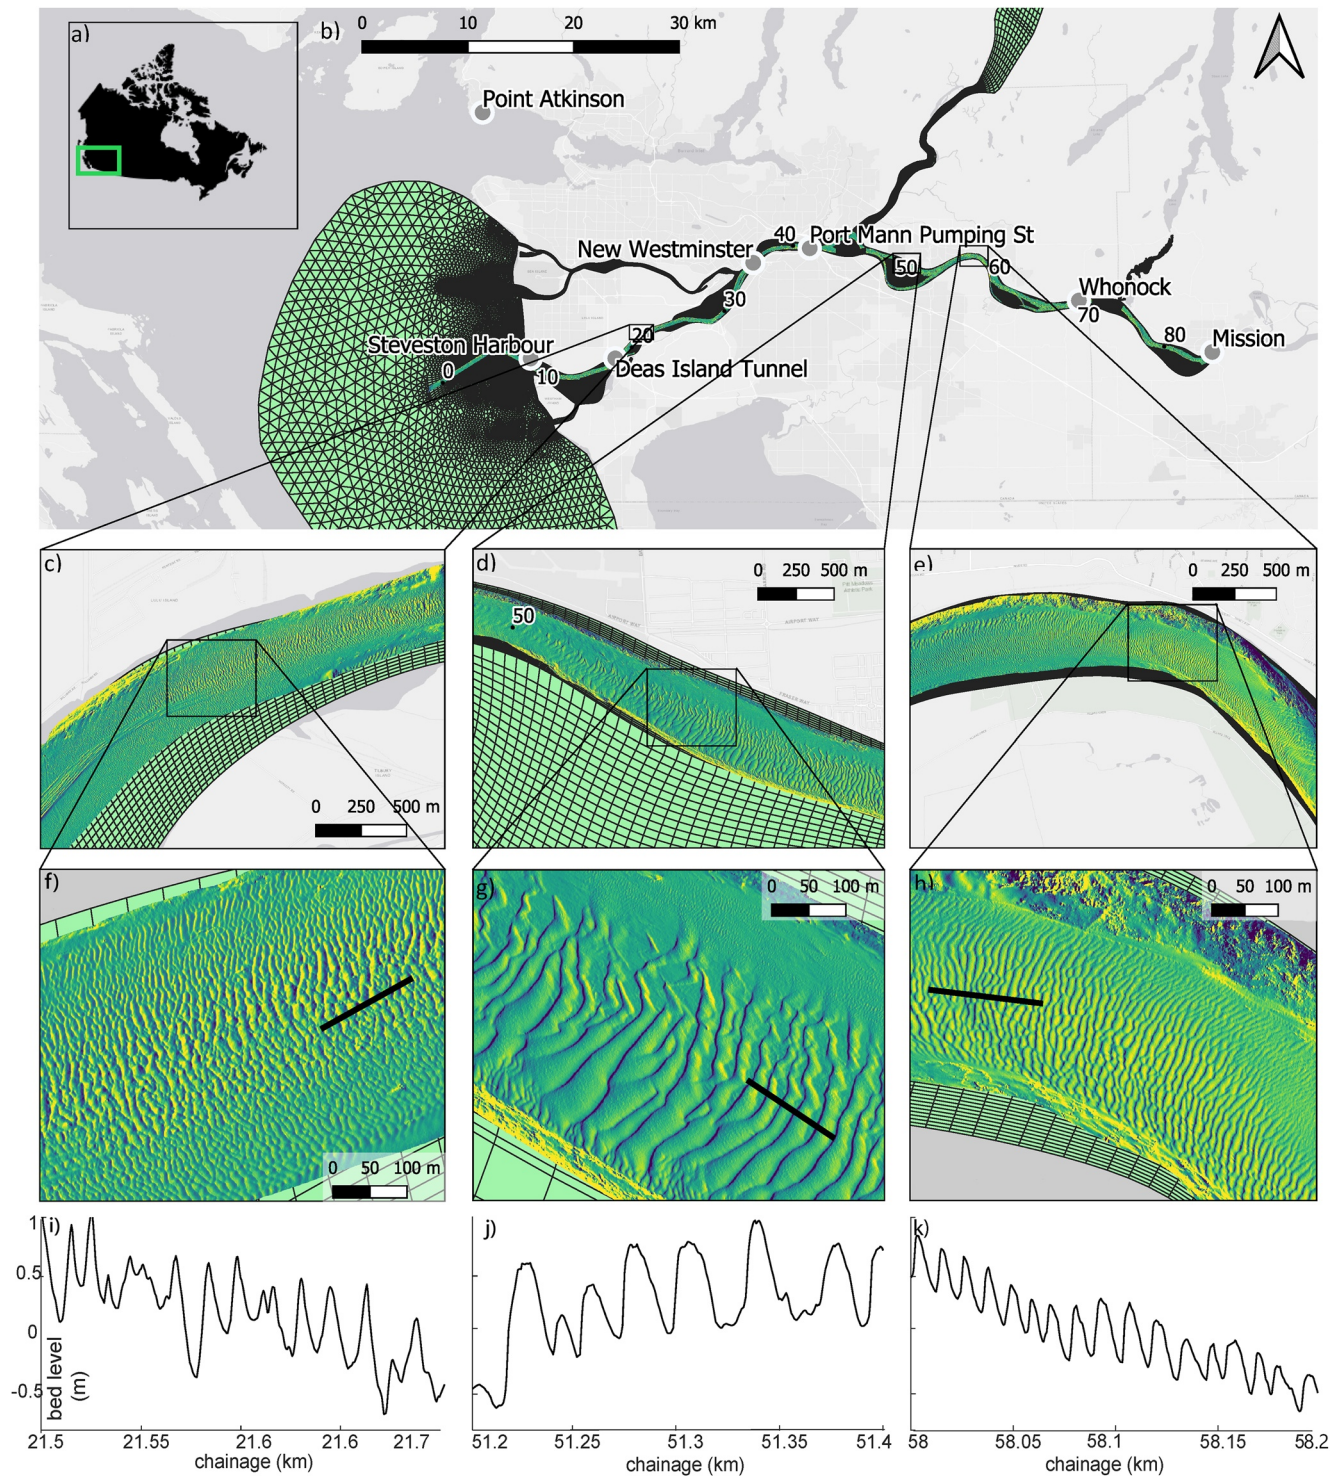 a)
b)
0 10 20 30 km
Point Atkinson
New Westminster
40
Port Mann Pumping St
50
60
30
Whonock
70
20
Steveston Harbour
80
Mission
0
10
Deas Island Tunnel
c)
0 250 500 m
d)
0 250 500 m
50
AIRPORT WAY
e)
0 250 500 m
f)
0 50 100 m
g)
0 50 100 m
h)
0 50 100 m
i)
1
0.5
0
-0.5
bed level
(m)
21.5 21.55 21.6 21.6 21.7
chainage (km)
j)
51.2 51.25 51.3 51.35 51.4
chainage (km)
k)
58 58.05 58.1 58.15 58.2
chainage (km)